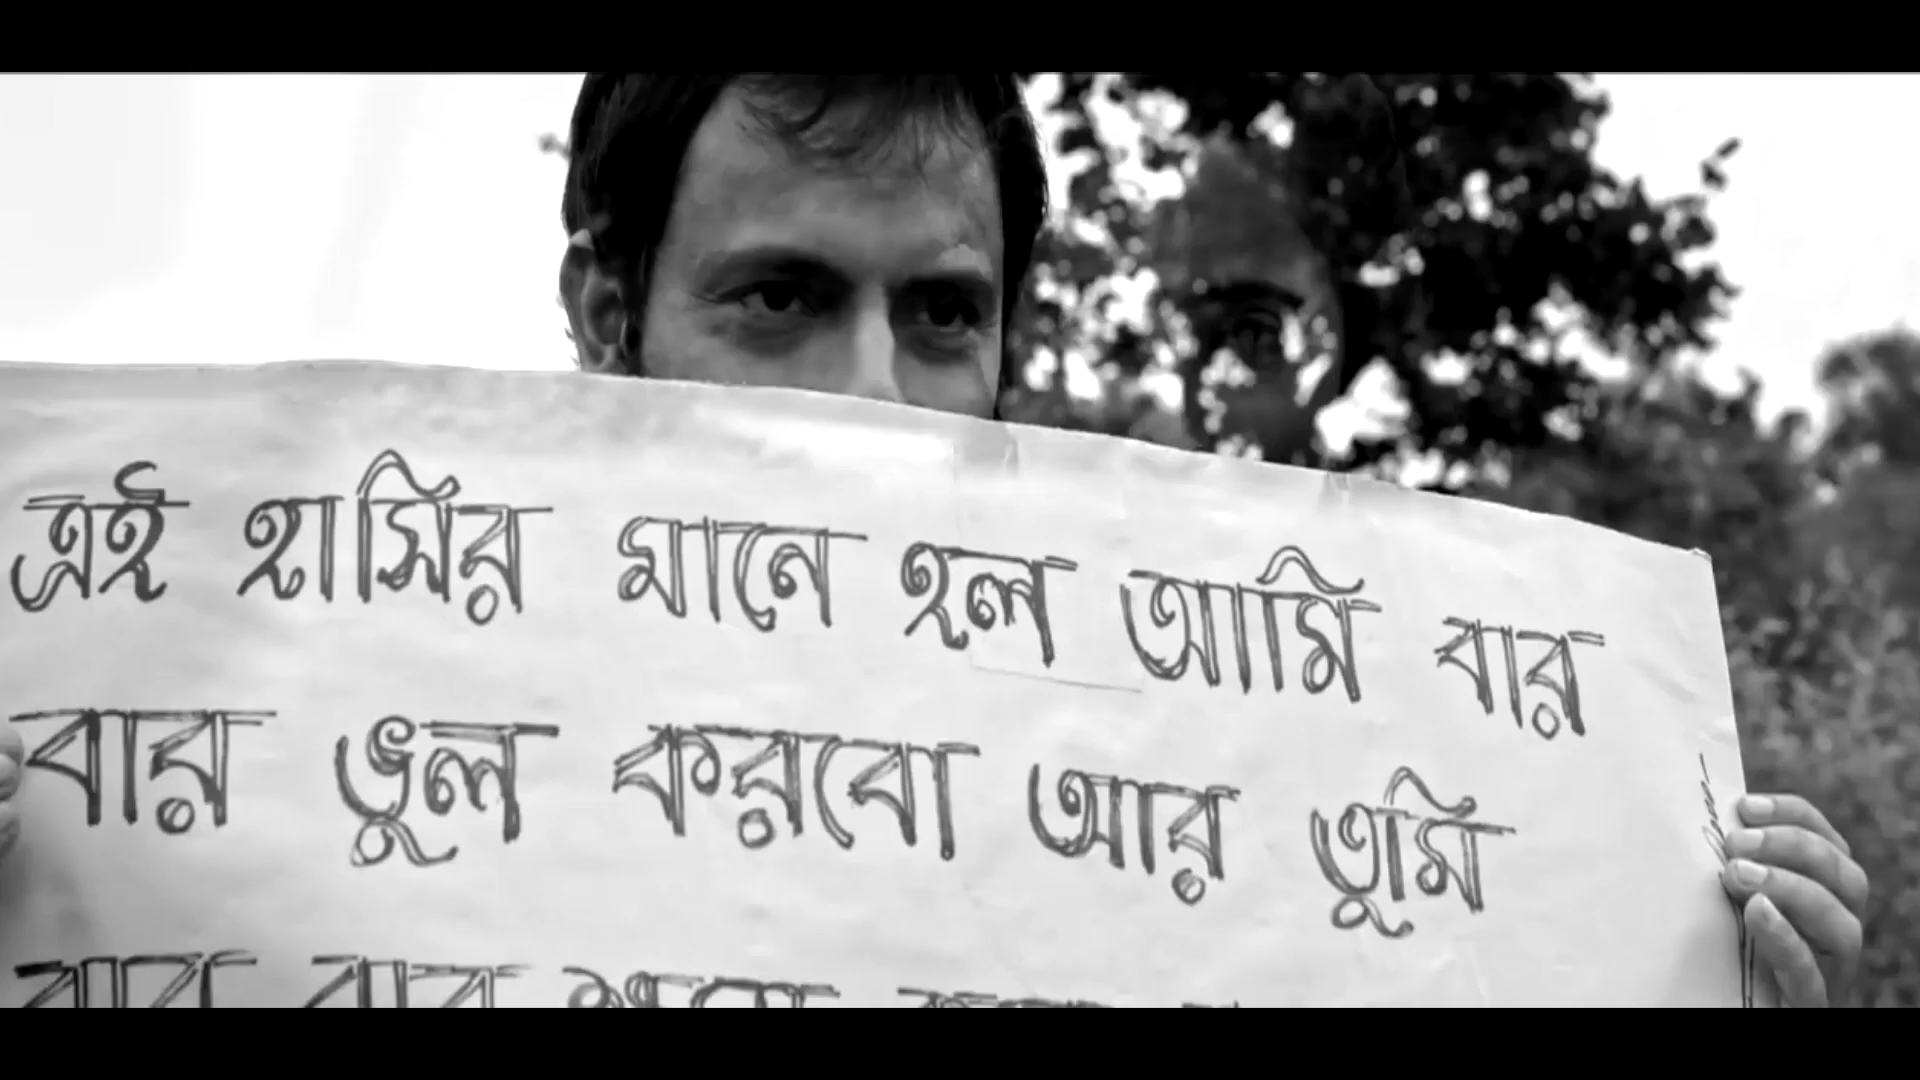 এই হাসির মানে হল আমি বার
বার ভুল করবো আর তুমি
বার বার